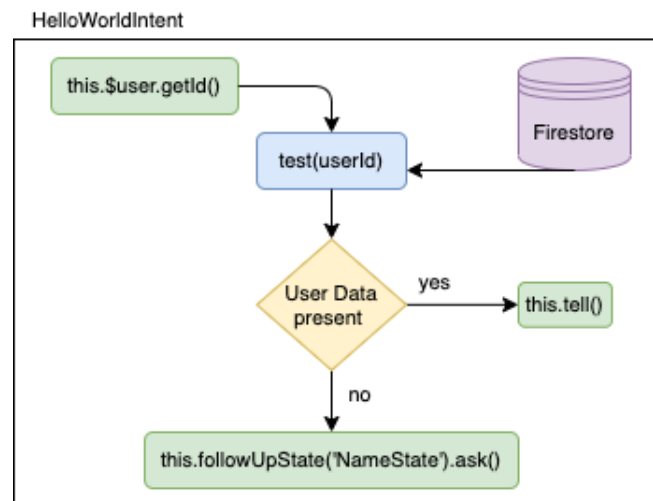 HelloWorldIntent
this.$user.getId()
Firestore
test(userId)
User Data
present
yes
this.tell()
no
this.followUpState('NameState').ask()